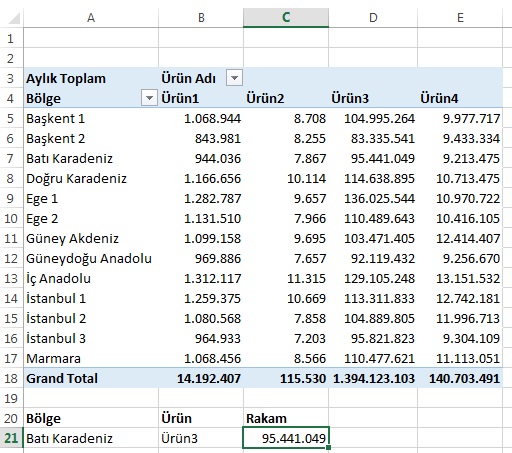 A B C D E
1
2
3 Aylık Toplam Ürün Adı
4 Bölge Ürün1 Ürün2 Ürün3 Ürün4
5 Başkent 1 1.068.944 8.708 104.995.264 9.977.717
6 Başkent 2 843.981 8.255 83.335.541 9.433.334
7 Batı Karadeniz 944.036 7.867 95.441.049 9.213.475
8 Doğru Karadeniz 1.166.656 10.114 114.638.895 10.713.475
9 Ege 1 1.282.787 9.657 136.025.544 10.970.722
10 Ege 2 1.131.510 7.966 110.489.643 10.416.105
11 Güney Akdeniz 1.099.158 9.695 103.471.405 12.414.407
12 Güneydoğu Anadolu 969.886 7.657 92.119.432 9.256.670
13 İç Anadolu 1.312.117 11.315 129.105.248 13.151.532
14 İstanbul 1 1.259.375 10.669 113.311.833 12.742.181
15 İstanbul 2 1.080.568 7.858 104.889.805 11.996.713
16 İstanbul 3 964.933 7.203 95.821.823 9.304.109
17 Marmara 1.068.456 8.566 110.477.621 11.113.051
18 Grand Total 14.192.407 115.530 1.394.123.103 140.703.491
19
20 Bölge Ürün Rakam
21 Batı Karadeniz Ürün3 95.441.049